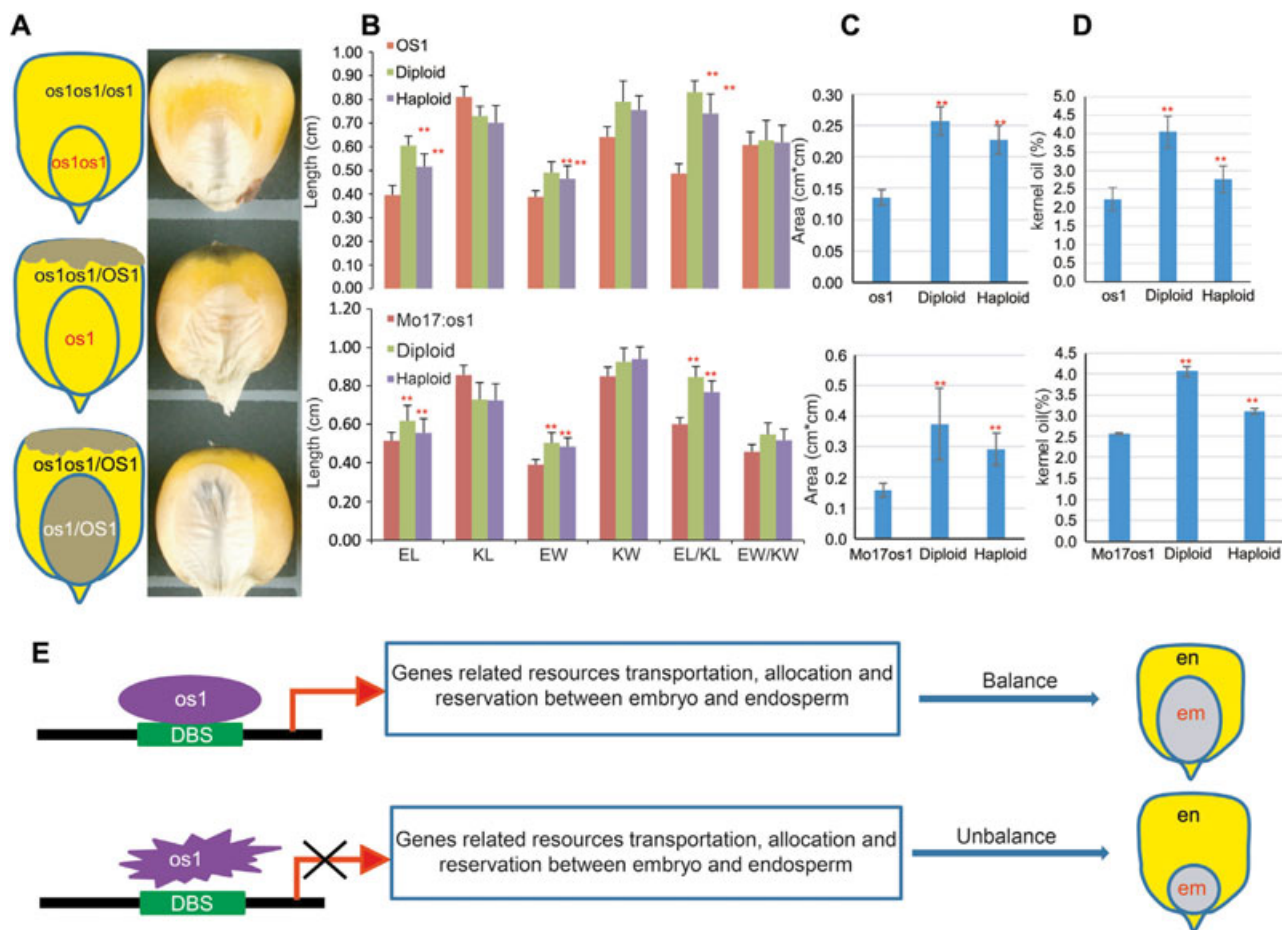 A
os1os1/os1
os1os1
os1os1/OS1
os1
os1os1/OS1
os1/OS1
B
OS1
Diploid
Haploid
Length (cm)
1.00
0.90
0.80
0.70
0.60
0.50
0.40
0.30
0.20
0.10
0.00
** ** ** ** ** **
Mo17:os1
Diploid
Haploid
Length (cm)
1.20
1.00
0.80
0.60
0.40
0.20
0.00
** ** ** ** ** **
EL KL EW KW EL/KL EW/KW
C
Area (cm*cm)
0.30
0.25
0.20
0.15
0.10
0.05
0.00
** **
os1 Diploid Haploid
Area (cm*cm)
0.6
0.5
0.4
0.3
0.2
0.1
0.0
** **
Mo17os1 Diploid Haploid
D
kernel oil (%)
5.0
4.5
4.0
3.5
3.0
2.5
2.0
1.5
1.0
0.5
0.0
** **
os1 Diploid Haploid
kernel oil(%)
4.5
4.0
3.5
3.0
2.5
2.0
1.5
1.0
0.5
0.0
** **
Mo17os1 Diploid Haploid
E
os1
DBS
Genes related resources transportation, allocation and
reservation between embryo and endosperm
Balance
en
em
os1
DBS
Genes related resources transportation, allocation and
reservation between embryo and endosperm
Unbalance
en
em